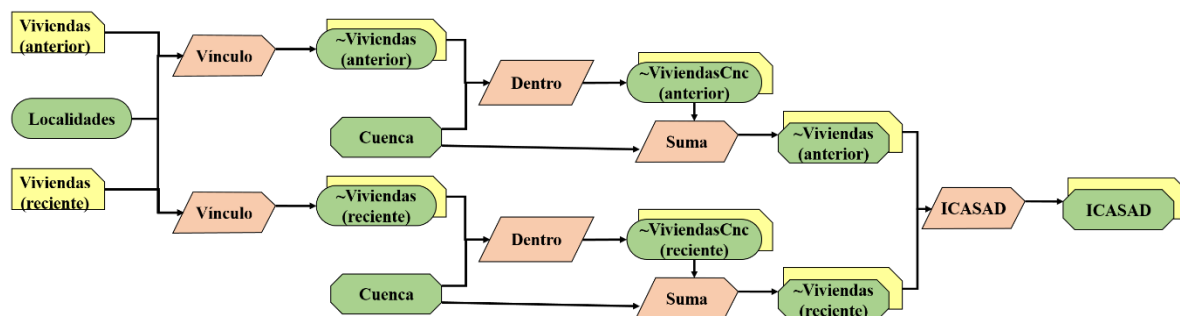 Viviendas
(anterior)
Vínculo
~Viviendas
(anterior)
Dentro
~ViviendasCnc
(anterior)
Localidades
Cuenca
Suma
~Viviendas
(anterior)
Viviendas
(reciente)
Vínculo
~Viviendas
(reciente)
Dentro
~ViviendasCnc
(reciente)
ICASAD
ICASAD
Cuenca
Suma
~Viviendas
(reciente)